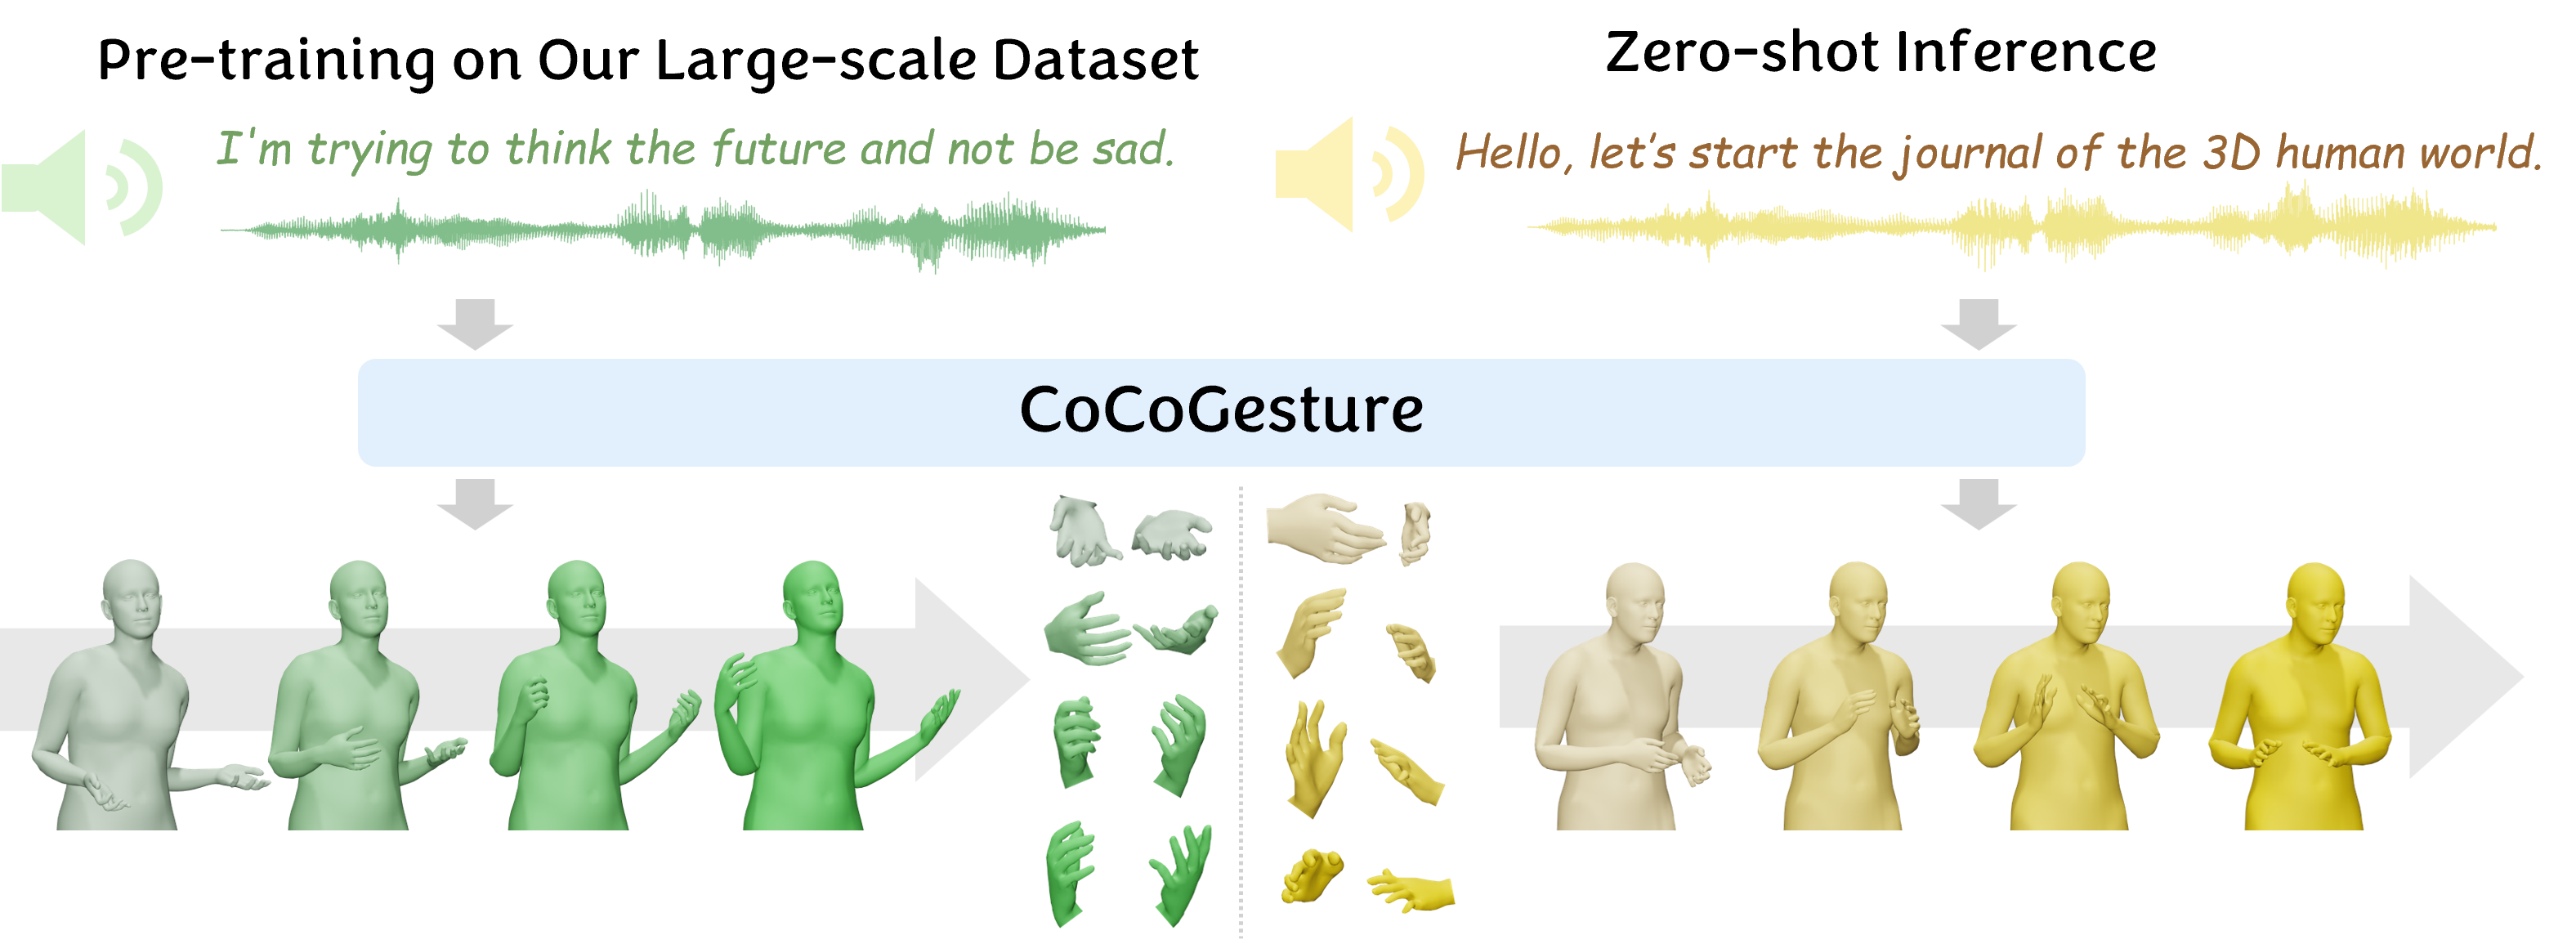 Pre-training on Our Large-scale Dataset
I'm trying to think the future and not be sad.
Zero-shot Inference
Hello, let's start the journal of the 3D human world.
CoCoGesture